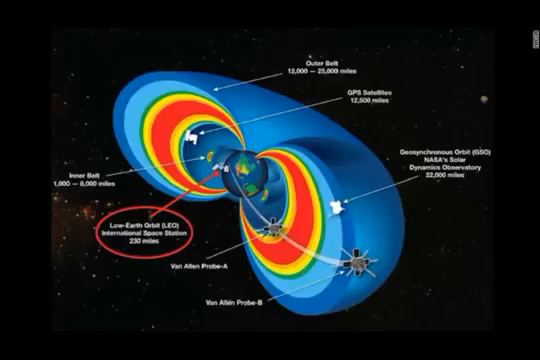 Outer Belt
12,000 — 25,000 miles
GPS Satellites
12,500 miles
Geosynchronous Orbit (GSO)
NASA's Solar
Dynamics Observatory
22,000 miles
Inner Belt
1,000 — 8,000 miles
Low-Earth Orbit (LEO)
International Space Station
230 miles
Van Allen Probe-A
Van Allen Probe-B
NASA